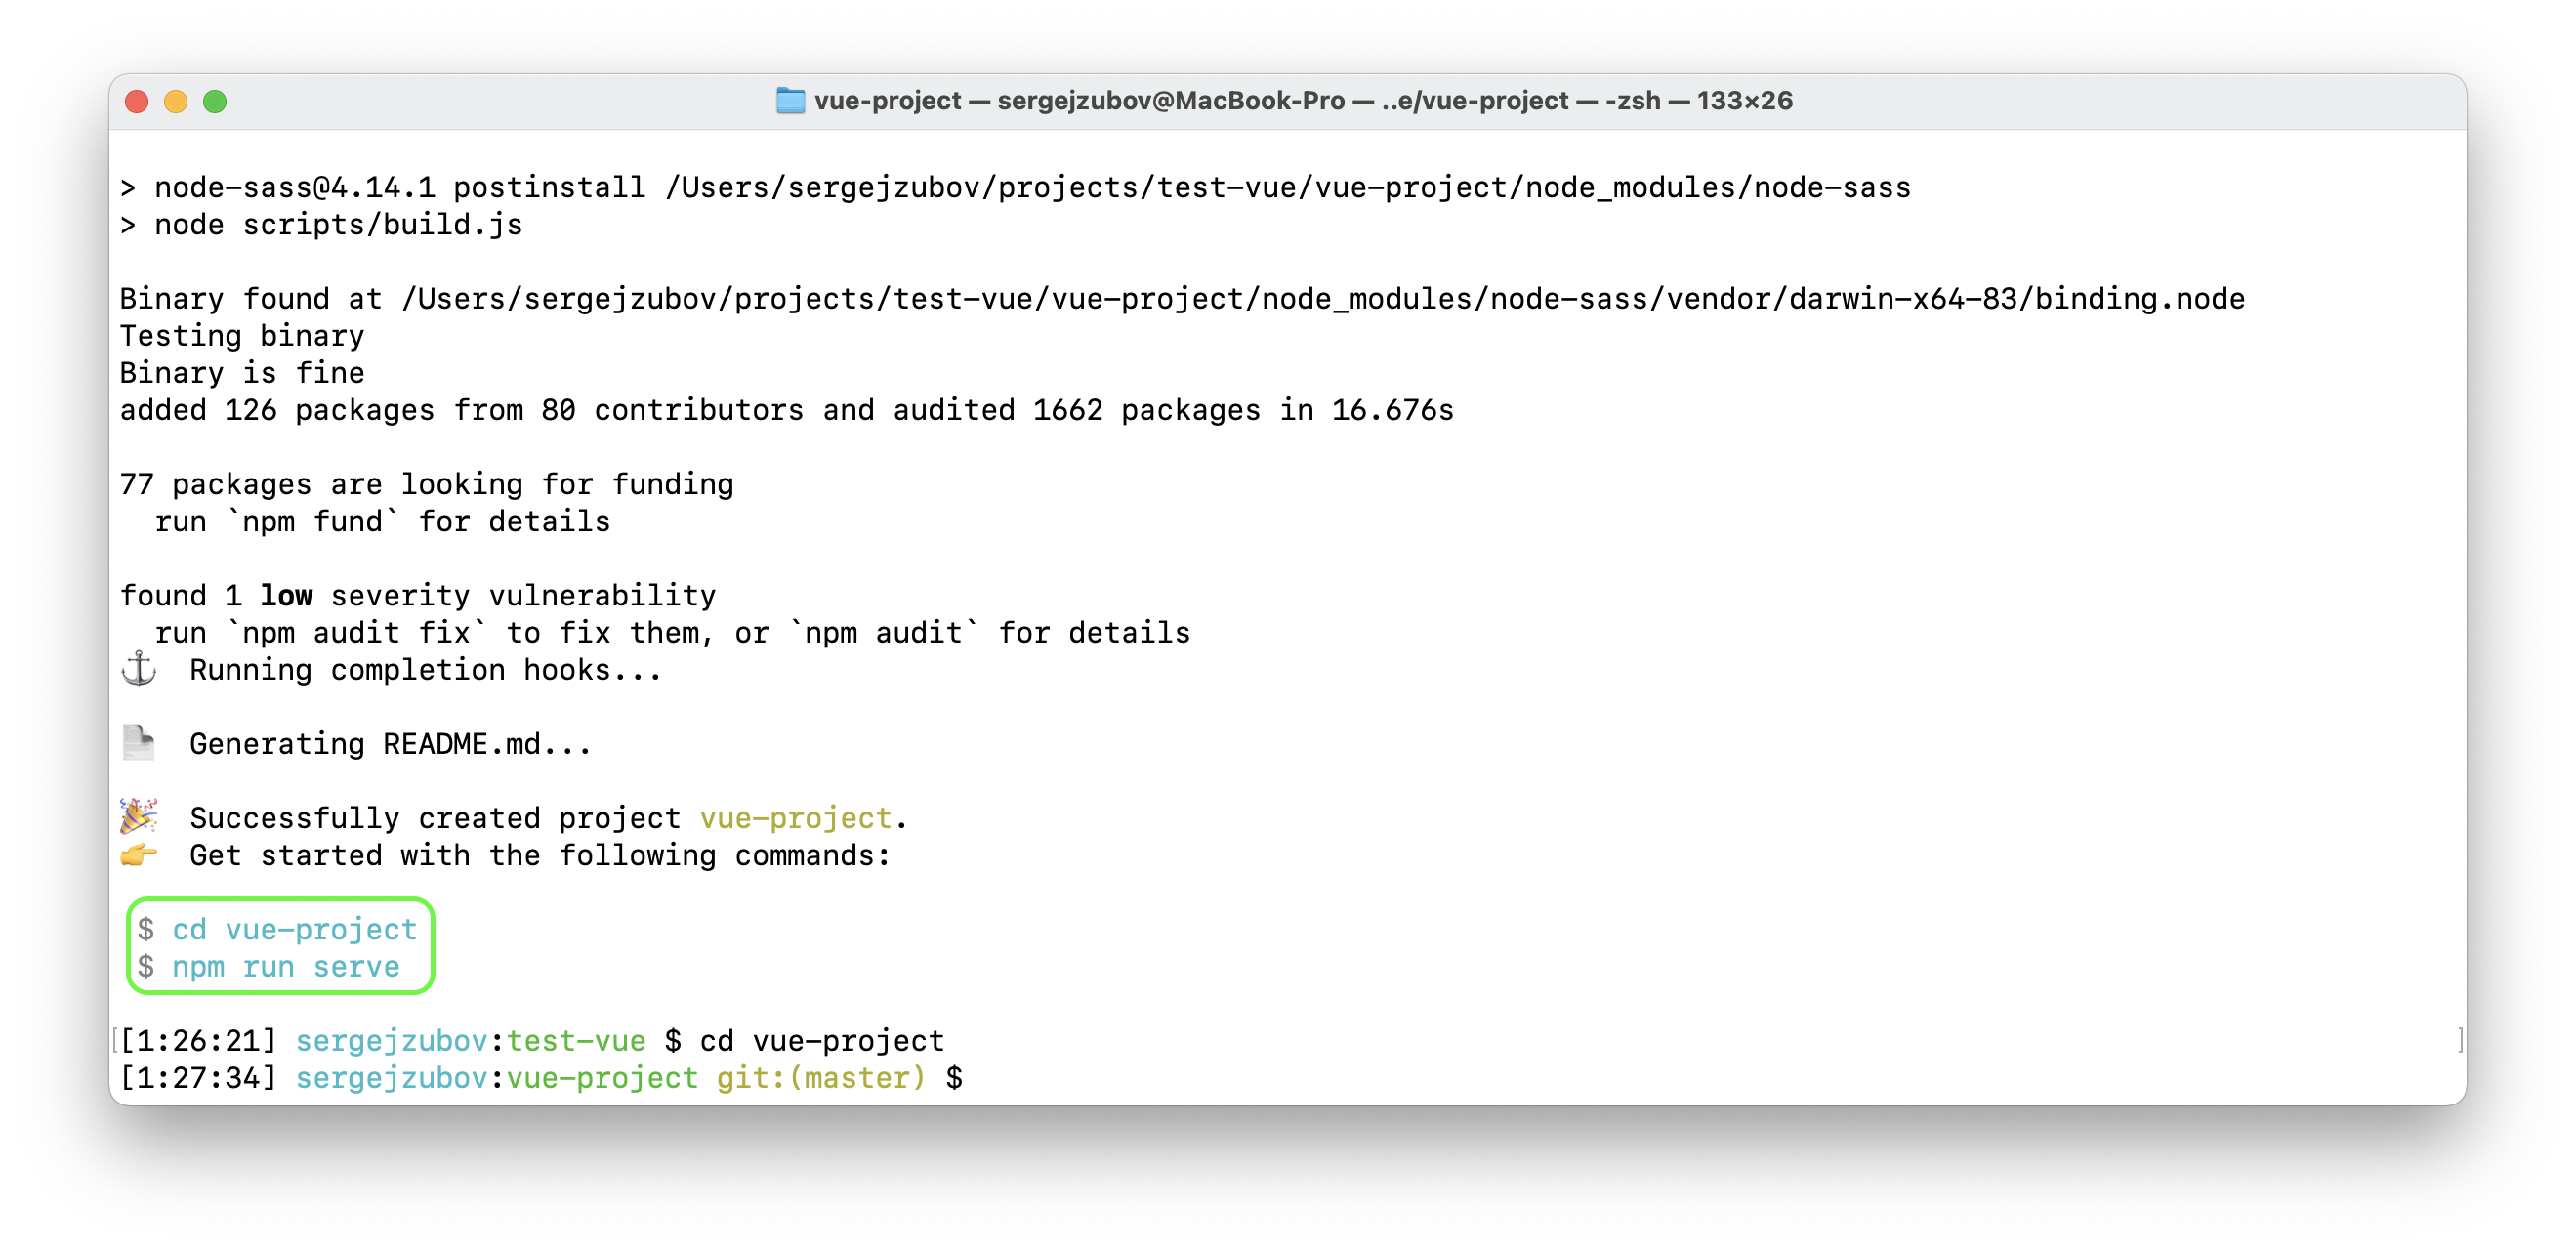 vue-project — sergejzubov@MacBook-Pro — ..e/vue-project — -zsh — 133×26
> node-sass@4.14.1 postinstall /Users/sergejzubov/projects/test-vue/vue-project/node_modules/node-sass
> node scripts/build.js
Binary found at /Users/sergejzubov/projects/test-vue/vue-project/node_modules/node-sass/vendor/darwin-x64-83/binding.node
Testing binary
Binary is fine
added 126 packages from 80 contributors and audited 1662 packages in 16.676s
77 packages are looking for funding
  run `npm fund` for details
found 1 low severity vulnerability
  run `npm audit fix` to fix them, or `npm audit` for details
⚓ Running completion hooks...
📄 Generating README.md...
🎉 Successfully created project vue-project.
👉 Get started with the following commands:
$ cd vue-project
$ npm run serve
[[1:26:21] sergejzubov:test-vue $ cd vue-project ]
[1:27:34] sergejzubov:vue-project git:(master) $